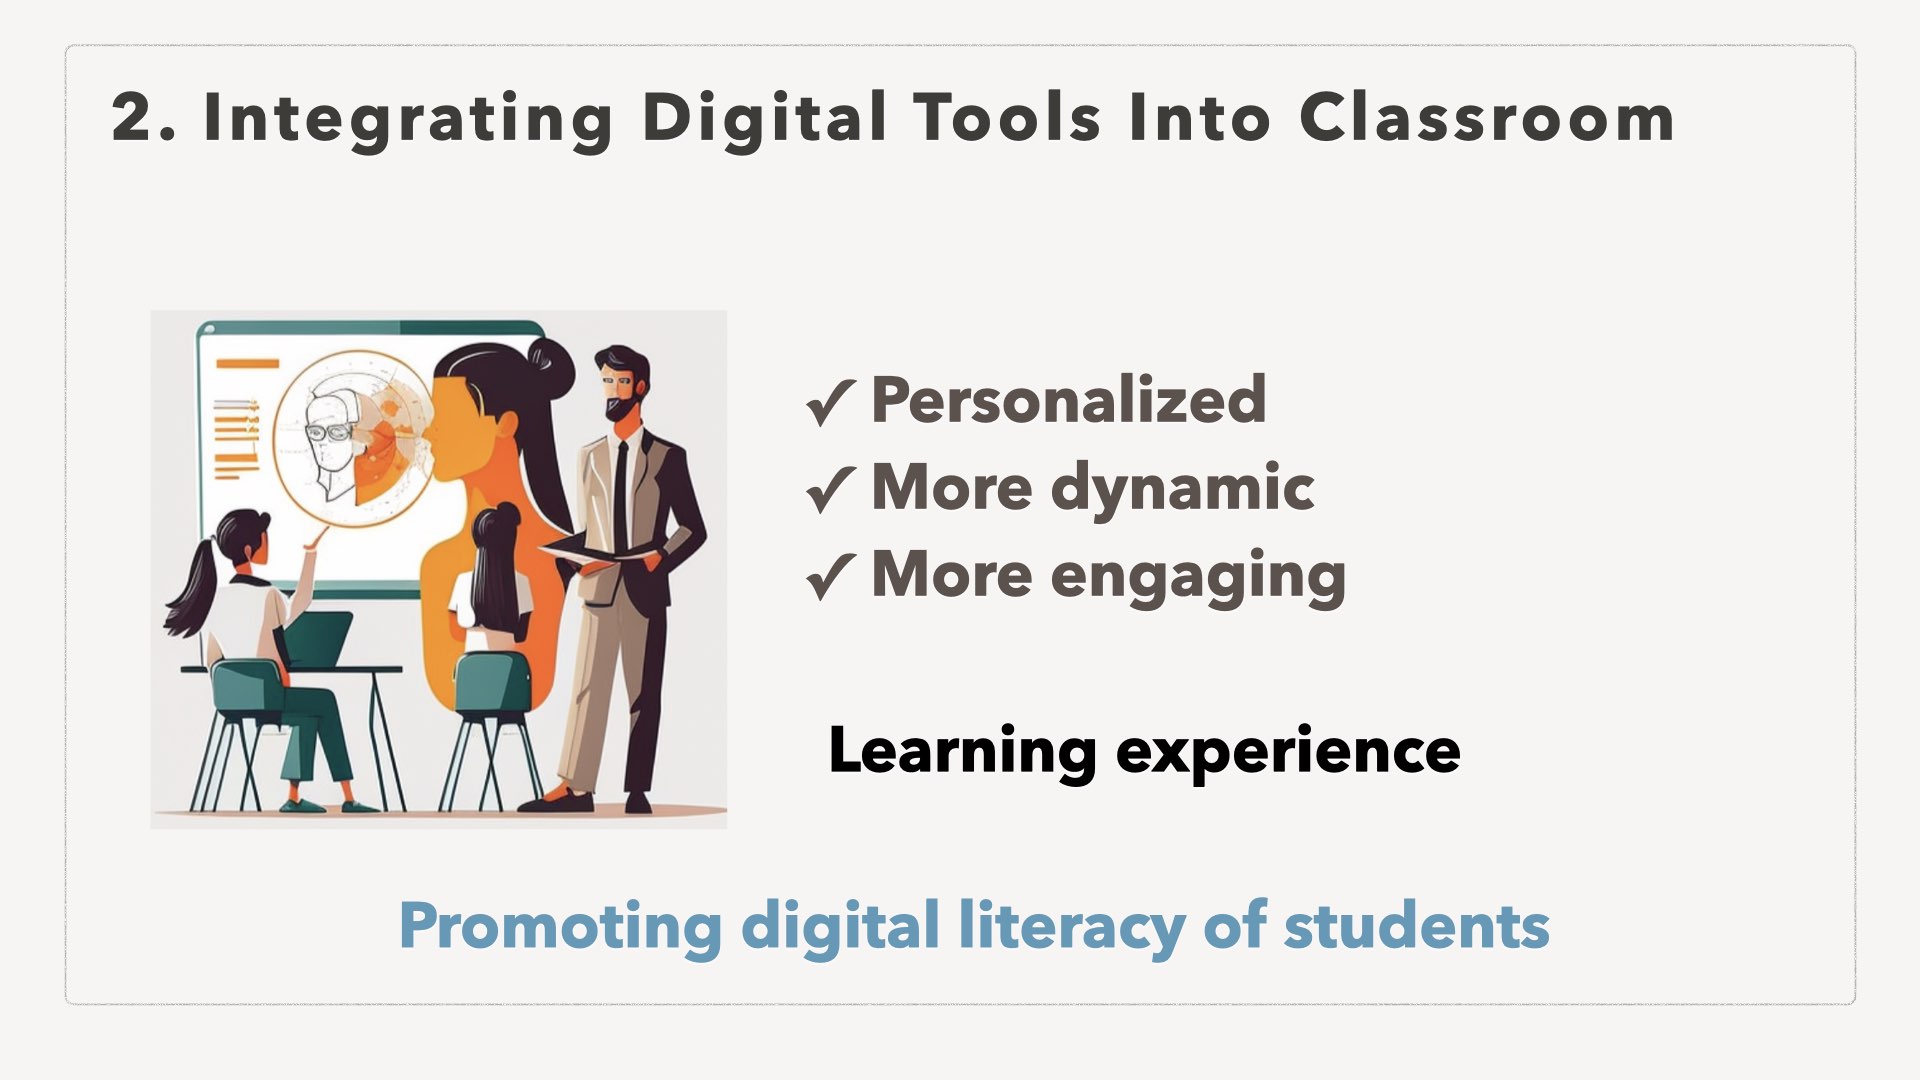 2. Integrating Digital Tools Into Classroom
✓ Personalized
✓ More dynamic
✓ More engaging
Learning experience
Promoting digital literacy of students